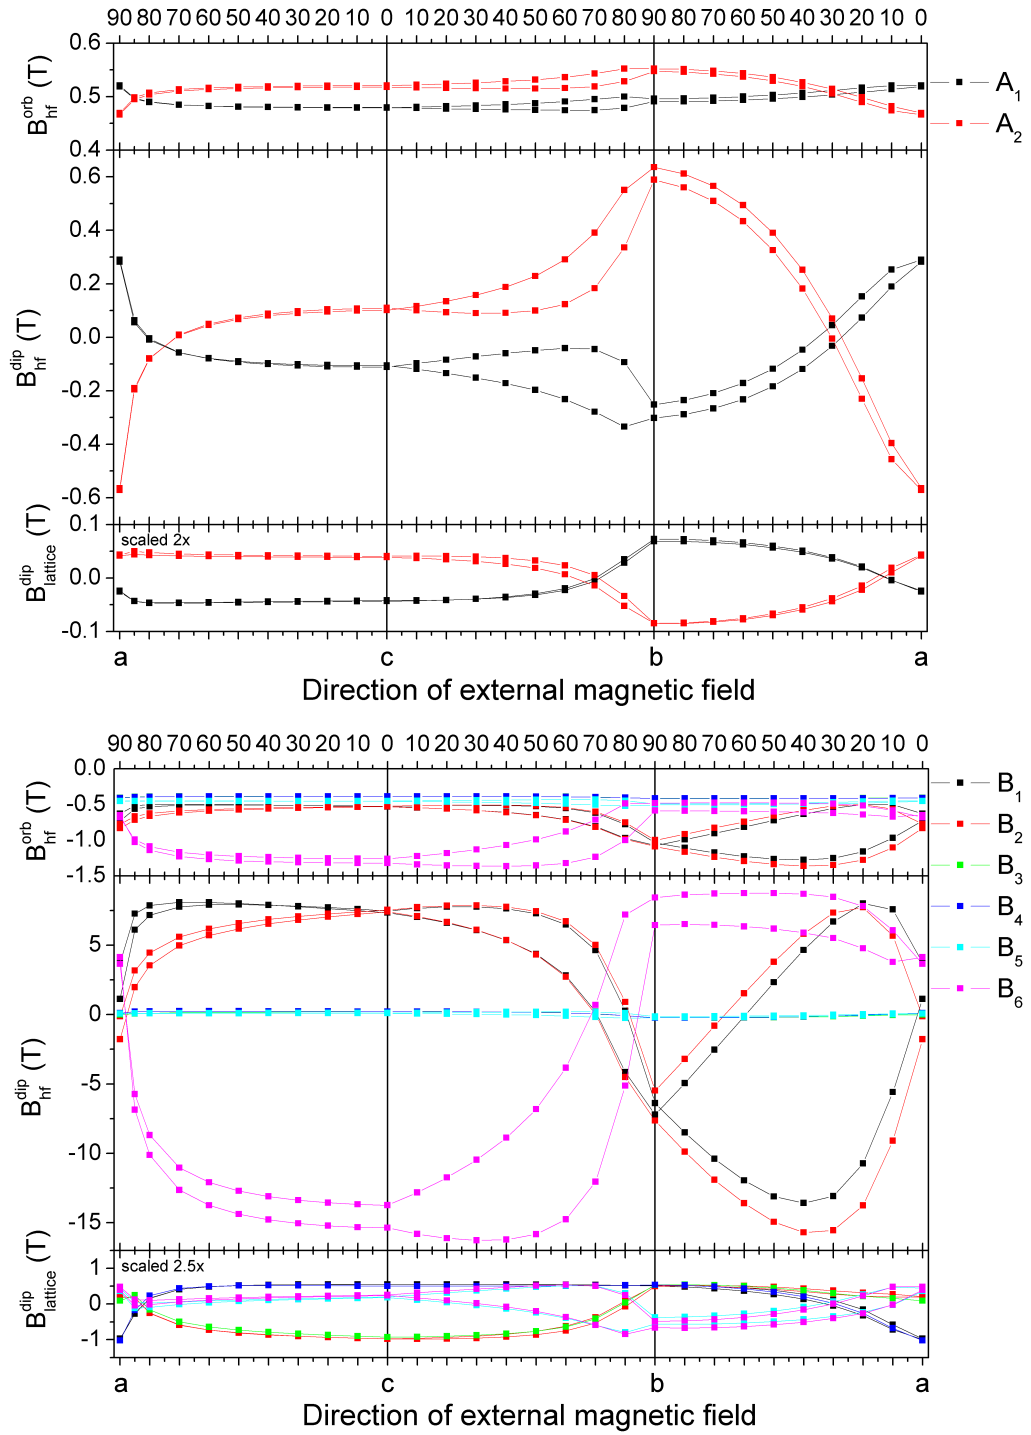 90 80 70 60 50 40 30 20 10 0 10 20 30 40 50 60 70 80 90 80 70 60 50 40 30 20 10 0
0.6
0.5
0.4
B_hf^orb (T)
A_1
A_2
0.6
0.4
0.2
0.0
-0.2
-0.4
-0.6
B_hf^dip (T)
0.1
0.0
-0.1
B_lattice^dip (T)
scaled 2x
a c b a
Direction of external magnetic field
90 80 70 60 50 40 30 20 10 0 10 20 30 40 50 60 70 80 90 80 70 60 50 40 30 20 10 0
0.0
-0.5
-1.0
-1.5
B_hf^orb (T)
B_1
B_2
B_3
B_4
B_5
B_6
5
0
-5
-10
-15
B_hf^dip (T)
1
0
-1
B_lattice^dip (T)
scaled 2.5x
a c b a
Direction of external magnetic field